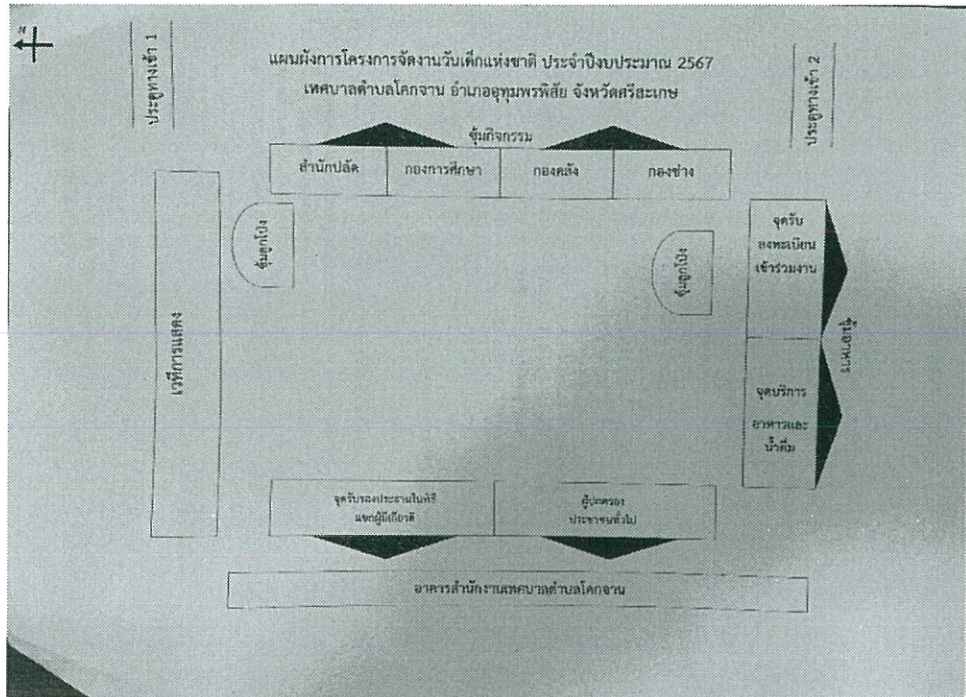 N
ประตูทางเข้า 1
แผนผังการโครงการจัดงานวันเด็กแห่งชาติ ประจำปีงบประมาณ 2567
เทศบาลตำบลโคกจาน อำเภออุทุมพรพิสัย จังหวัดศรีสะเกษ
ประตูทางเข้า 2
ซุ้มกิจกรรม
สำนักปลัด
กองการศึกษา
กองคลัง
กองช่าง
ซุ้มลูกโป่ง
ซุ้มลูกโป่ง
จุดรับ
ลงทะเบียน
เข้าร่วมงาน
เวทีการแสดง
ซุ้มอาหาร
จุดบริการ
อาหารและ
น้ำดื่ม
จุดรับรองประธานในพิธี
แขกผู้มีเกียรติ
ผู้ปกครอง
ประชาชนทั่วไป
อาคารสำนักงานเทศบาลตำบลโคกจาน